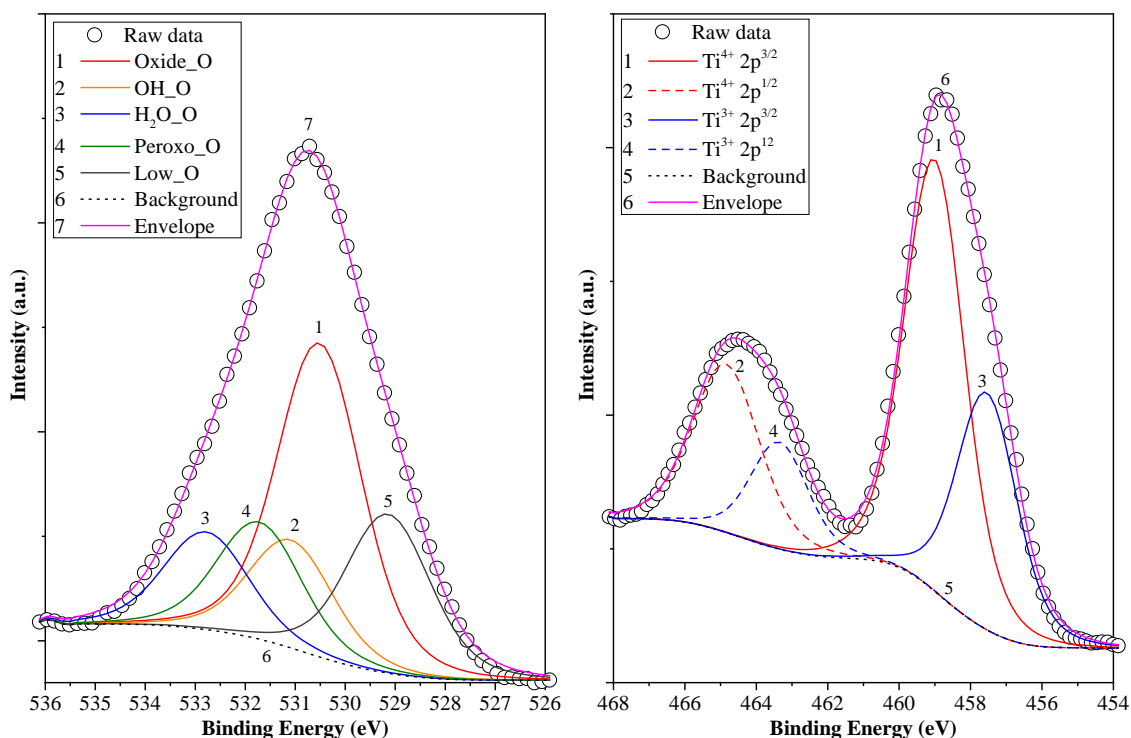 Raw data
1 Oxide_O
2 OH_O
3 H₂O_O
4 Peroxo_O
5 Low_O
6 Background
7 Envelope
7
1
2
3
4
5
6
Intensity (a.u.)
536 535 534 533 532 531 530 529 528 527 526
Binding Energy (eV)
Raw data
1 Ti⁴⁺ 2p³/²
2 Ti⁴⁺ 2p¹/²
3 Ti³⁺ 2p³/²
4 Ti³⁺ 2p¹²
5 Background
6 Envelope
6
1
2
3
4
5
Intensity (a.u.)
468 466 464 462 460 458 456 454
Binding Energy (eV)